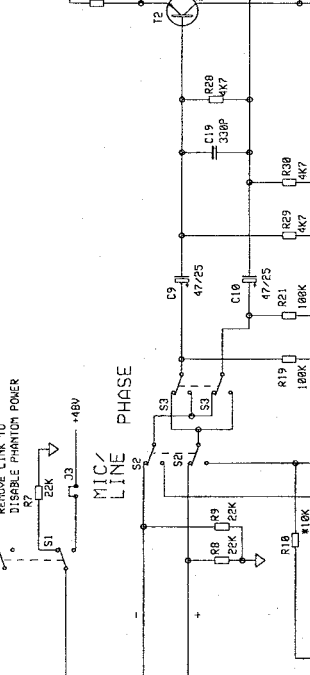 T2
R28
4K7
C19
330P
R30
4K7
R29
4K7
C9
47/25
C10
47/25
R21
100K
R19
100K
S3
S3
PHASE
MIC/
LINE
S2
S2
REMOVE LINK TO
DISABLE PHANTOM POWER
+48V
R7
22K
J3
S1
R9
22K
R8
22K
R10
*10K
-
+